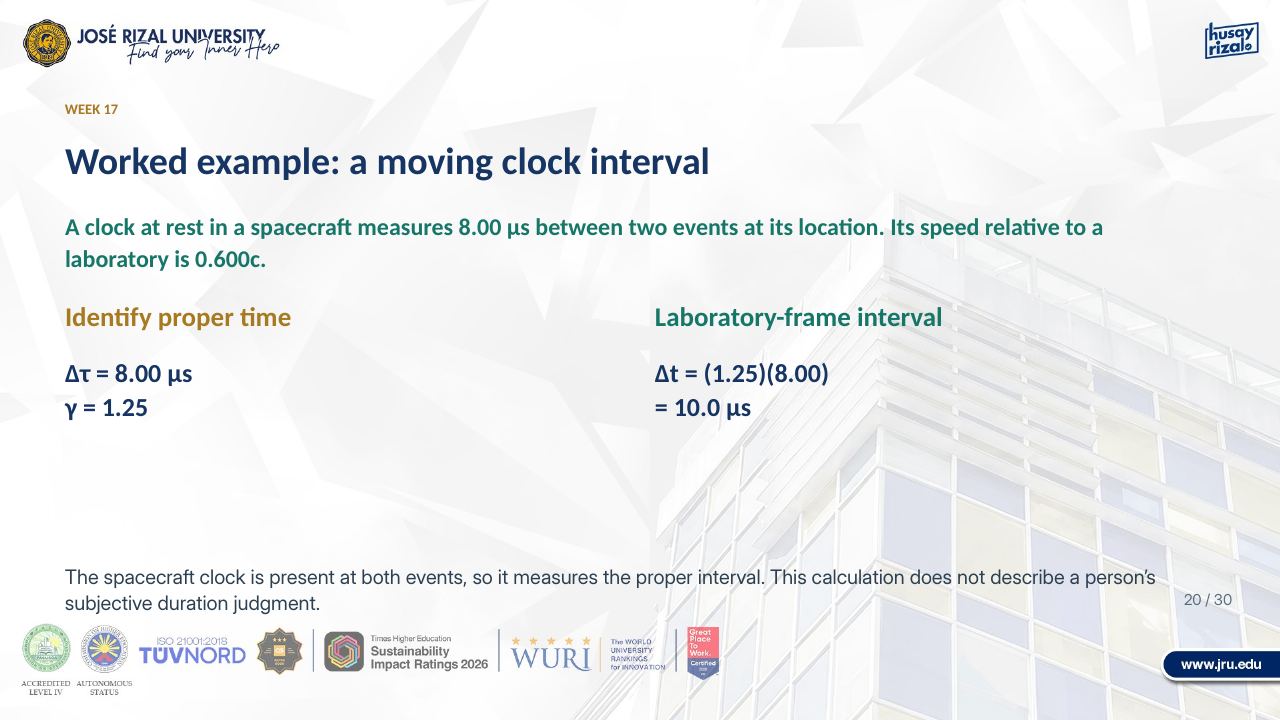 JOSÉ RIZAL UNIVERSITY
Find your Inner Hero
husay
rizal
WEEK 17
Worked example: a moving clock interval
A clock at rest in a spacecraft measures 8.00 μs between two events at its location. Its speed relative to a
laboratory is 0.600c.
Identify proper time
Δτ = 8.00 μs
γ = 1.25
Laboratory-frame interval
Δt = (1.25)(8.00)
= 10.0 μs
The spacecraft clock is present at both events, so it measures the proper interval. This calculation does not describe a person’s
subjective duration judgment.
20 / 30
ACCREDITED
LEVEL IV
AUTONOMOUS
STATUS
ISO 21001:2018
TÜVNORD
Times Higher Education
Sustainability
Impact Ratings 2026
WURI
The WORLD
UNIVERSITY
RANKINGS
for INNOVATION
Great
Place
To
Work.
Certified
www.jru.edu